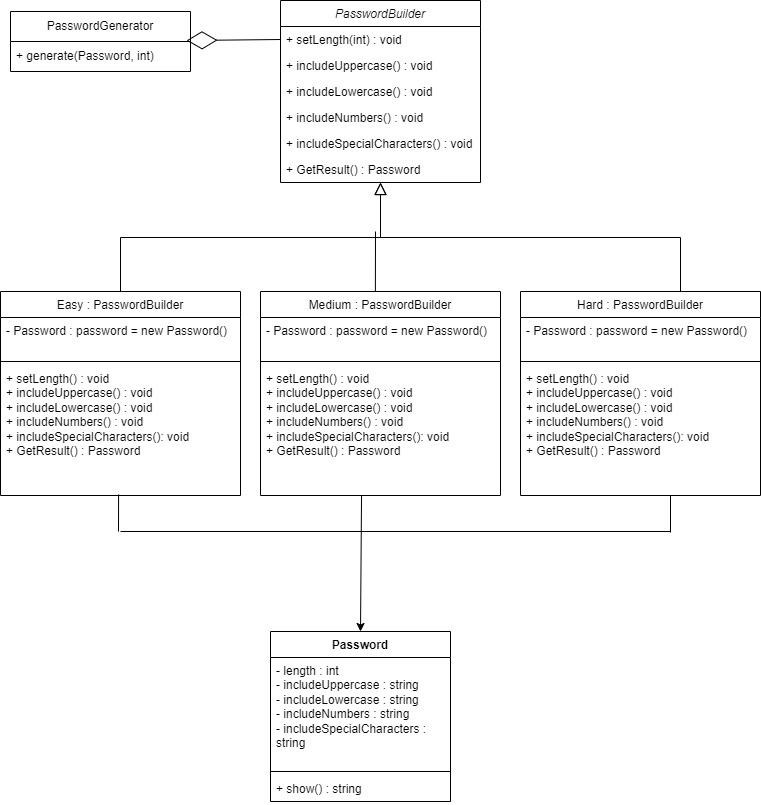 PasswordGenerator
+ generate(Password, int)
PasswordBuilder
+ setLength(int) : void
+ includeUppercase() : void
+ includeLowercase() : void
+ includeNumbers() : void
+ includeSpecialCharacters() : void
+ GetResult() : Password
Easy : PasswordBuilder
- Password : password = new Password()
+ setLength() : void
+ includeUppercase() : void
+ includeLowercase() : void
+ includeNumbers() : void
+ includeSpecialCharacters(): void
+ GetResult() : Password
Medium : PasswordBuilder
- Password : password = new Password()
+ setLength() : void
+ includeUppercase() : void
+ includeLowercase() : void
+ includeNumbers() : void
+ includeSpecialCharacters(): void
+ GetResult() : Password
Hard : PasswordBuilder
- Password : password = new Password()
+ setLength() : void
+ includeUppercase() : void
+ includeLowercase() : void
+ includeNumbers() : void
+ includeSpecialCharacters(): void
+ GetResult() : Password
Password
- length : int
- includeUppercase : string
- includeLowercase : string
- includeNumbers : string
- includeSpecialCharacters :
string
+ show() : string